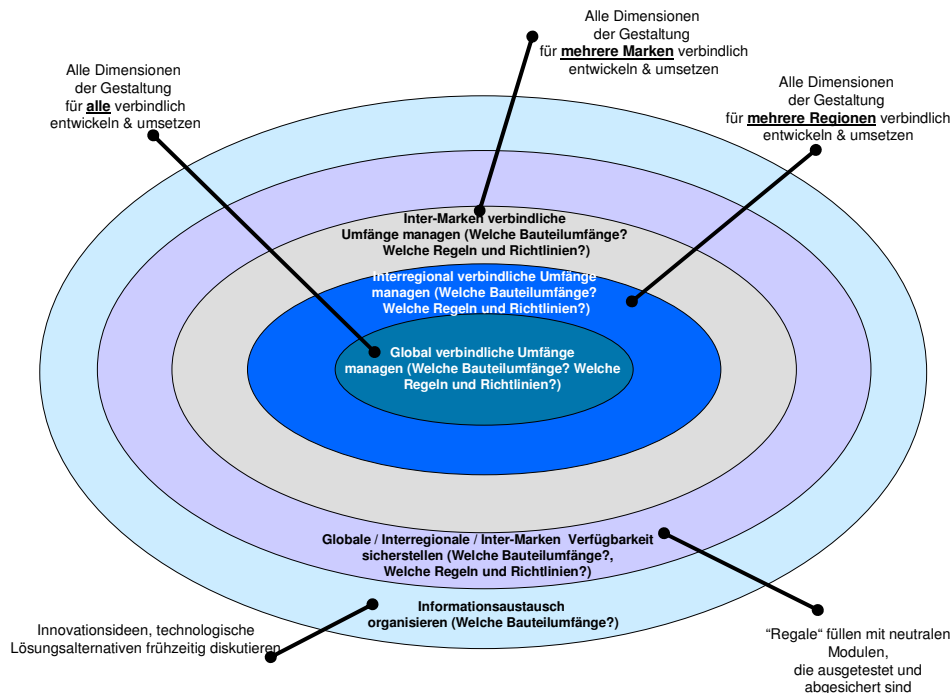 Alle Dimensionen
der Gestaltung
für mehrere Marken verbindlich
entwickeln & umsetzen
Alle Dimensionen
der Gestaltung
für alle verbindlich
entwickeln & umsetzen
Alle Dimensionen
der Gestaltung
für mehrere Regionen verbindlich
entwickeln & umsetzen
Inter-Marken verbindliche
Umfänge managen (Welche Bauteilumfänge?
Welche Regeln und Richtlinien?)
Interregional verbindliche Umfänge
managen (Welche Bauteilumfänge?
Welche Regeln und Richtlinien?)
Global verbindliche Umfänge
managen (Welche Bauteilumfänge? Welche
Regeln und Richtlinien?)
Globale / Interregionale / Inter-Marken Verfügbarkeit
sicherstellen (Welche Bauteilumfänge?,
Welche Regeln und Richtlinien?)
Informationsaustausch
organisieren (Welche Bauteilumfänge?)
Innovationsideen, technologische
Lösungsalternativen frühzeitig diskutieren
“Regale“ füllen mit neutralen
Modulen,
die ausgetestet und
abgesichert sind